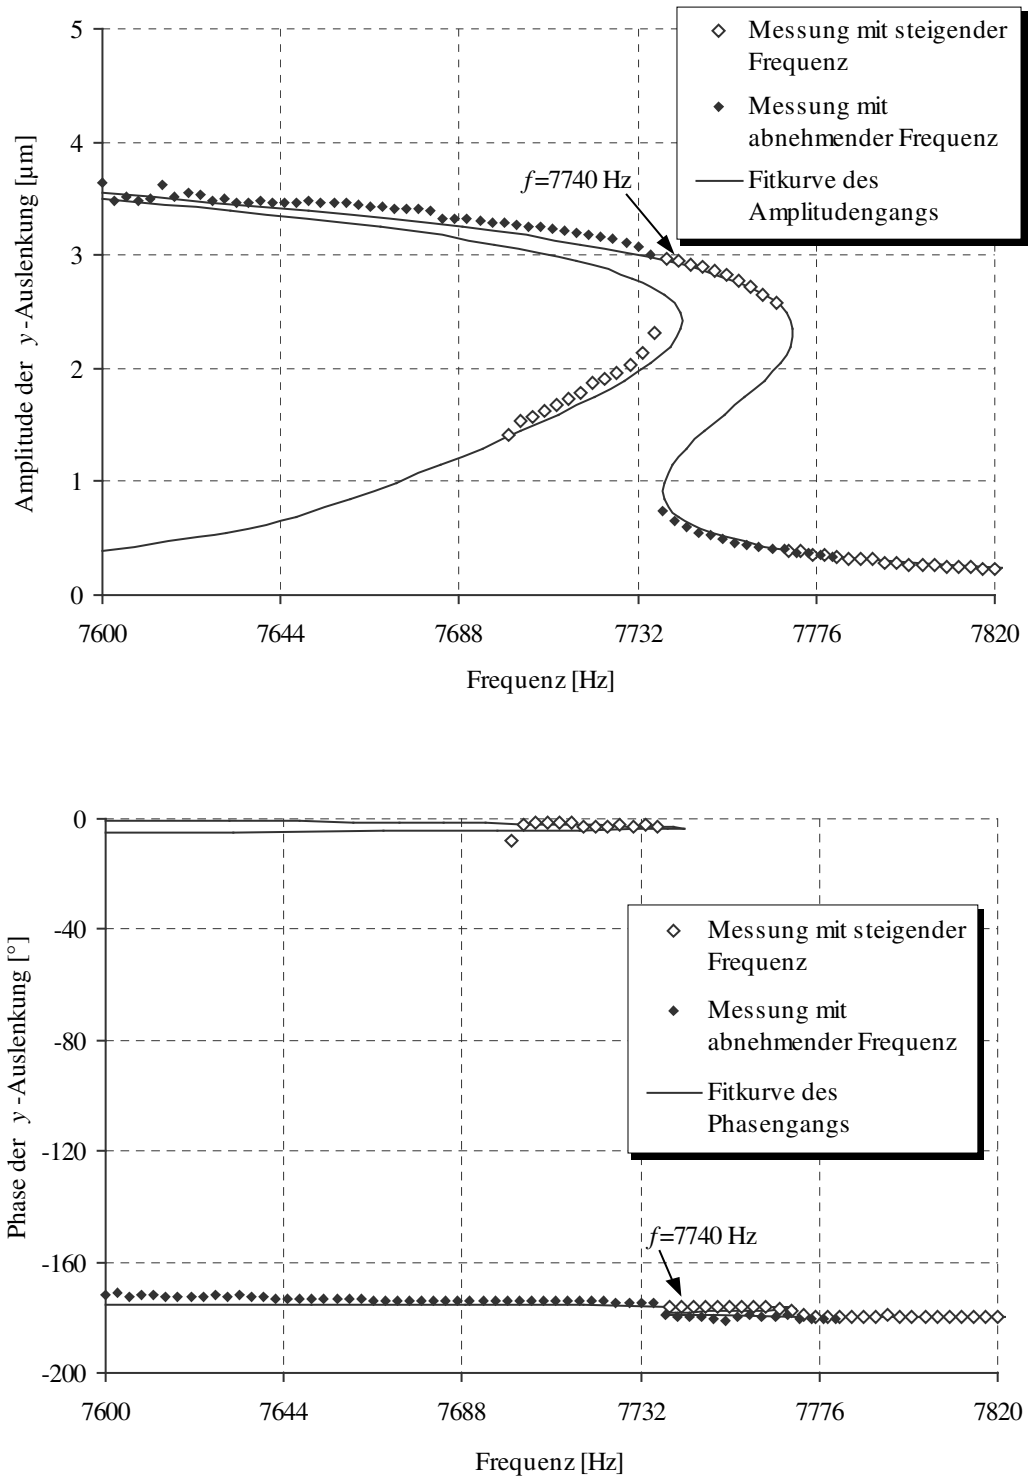 5
4
3
2
1
0
Amplitude der y-Auslenkung [µm]
Messung mit steigender
Frequenz
Messung mit
abnehmender Frequenz
Fitkurve des
Amplitudengangs
f=7740 Hz
7600 7644 7688 7732 7776 7820
Frequenz [Hz]
0
-40
-80
-120
-160
-200
Phase der y-Auslenkung [°]
Messung mit steigender
Frequenz
Messung mit
abnehmender Frequenz
Fitkurve des
Phasengangs
f=7740 Hz
7600 7644 7688 7732 7776 7820
Frequenz [Hz]